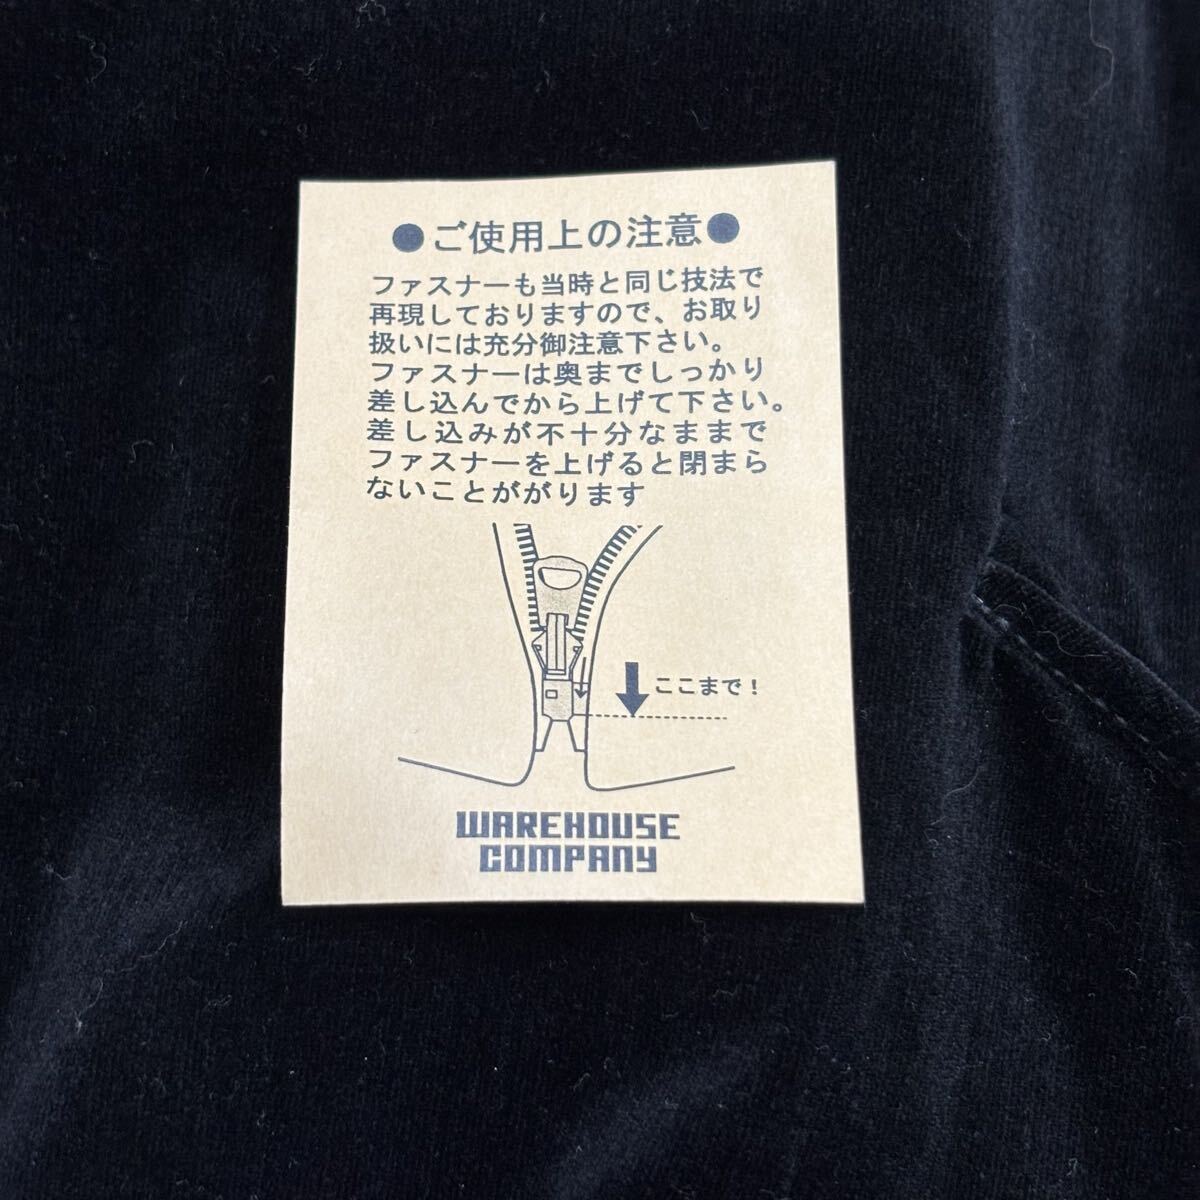 ●ご使用上の注意●
ファスナーも当時と同じ技法で
再現しておりますので、お取り
扱いには充分御注意下さい。
ファスナーは奥までしっかり
差し込んでから上げて下さい。
差し込みが不十分なままで
ファスナーを上げると閉まら
ないことががります
ここまで！
WAREHOUSE
COMPANY